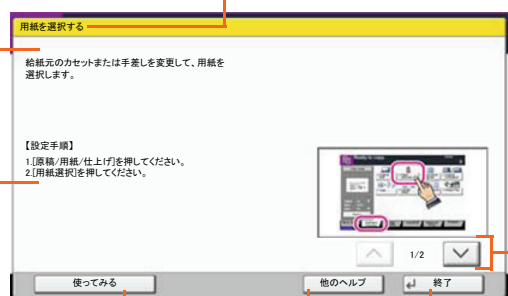 用紙を選択する
給紙元のカセットまたは手差しを変更して、用紙を
選択します。
【設定手順】
1.[原稿/用紙/仕上げ]を押してください。
2.[用紙選択]を押してください。
Ready to copy.
1/2
使ってみる
他のヘルプ
終了